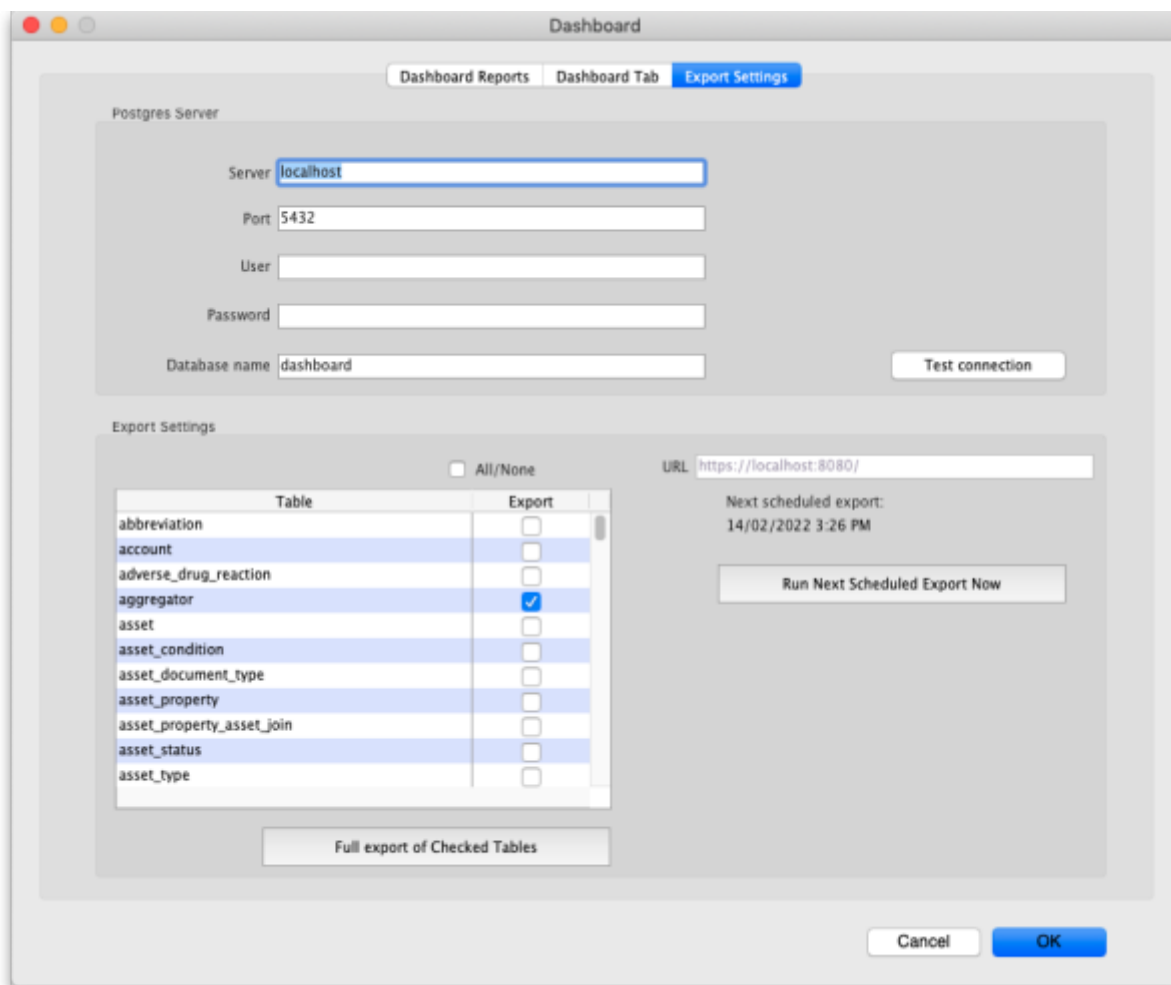 Dashboard
Dashboard Reports Dashboard Tab Export Settings
Postgres Server
Server localhost
Port 5432
User
Password
Database name dashboard
Test connection
Export Settings
All/None
URL https://localhost:8080/
Table Export
Next scheduled export:
14/02/2022 3:26 PM
abbreviation
account
adverse_drug_reaction
Run Next Scheduled Export Now
aggregator
asset
asset_condition
asset_document_type
asset_property
asset_property_asset_join
asset_status
asset_type
Full export of Checked Tables
Cancel OK